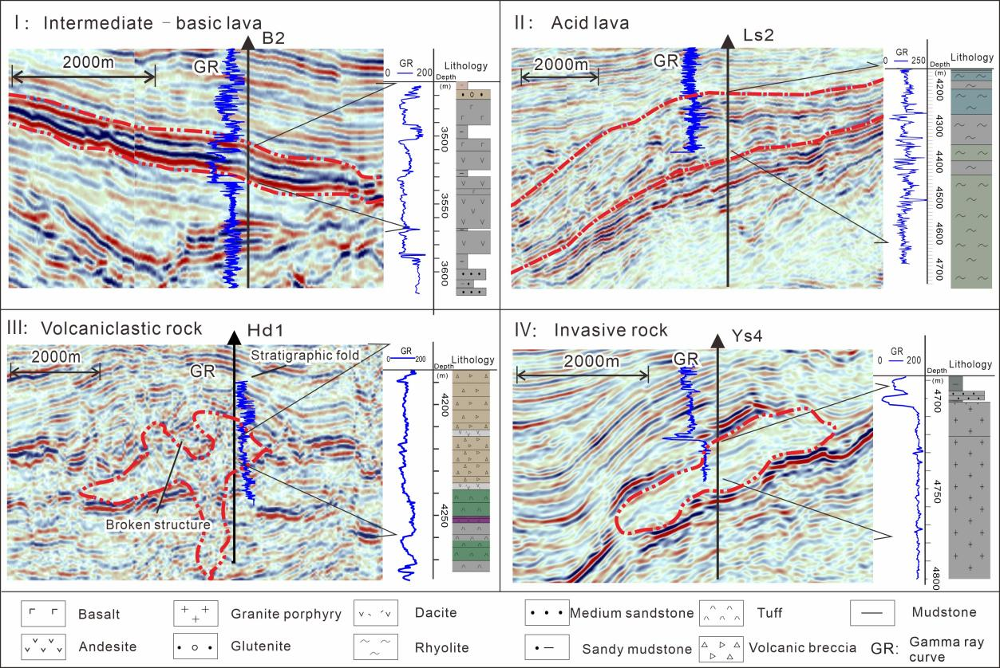 I: Intermediate - basic lava
B2
2000m
GR
GR
0 200
Depth
(m)
Lithology
3500
3550
3600
II: Acid lava
Ls2
2000m
GR
GR
0 250
Depth
(m)
Lithology
4200
4300
4400
4500
4600
4700
III: Volcaniclastic rock
Hd1
2000m
GR
Stratigraphic fold
Broken structure
GR
0 200
Depth
(m)
Lithology
4200
4250
IV: Invasive rock
Ys4
2000m
GR
GR
0 200
Depth
(m)
Lithology
4700
4750
4800
Basalt
Granite porphyry
Dacite
Medium sandstone
Tuff
Mudstone
Andesite
Glutenite
Rhyolite
Sandy mudstone
Volcanic breccia
GR: Gamma ray
curve